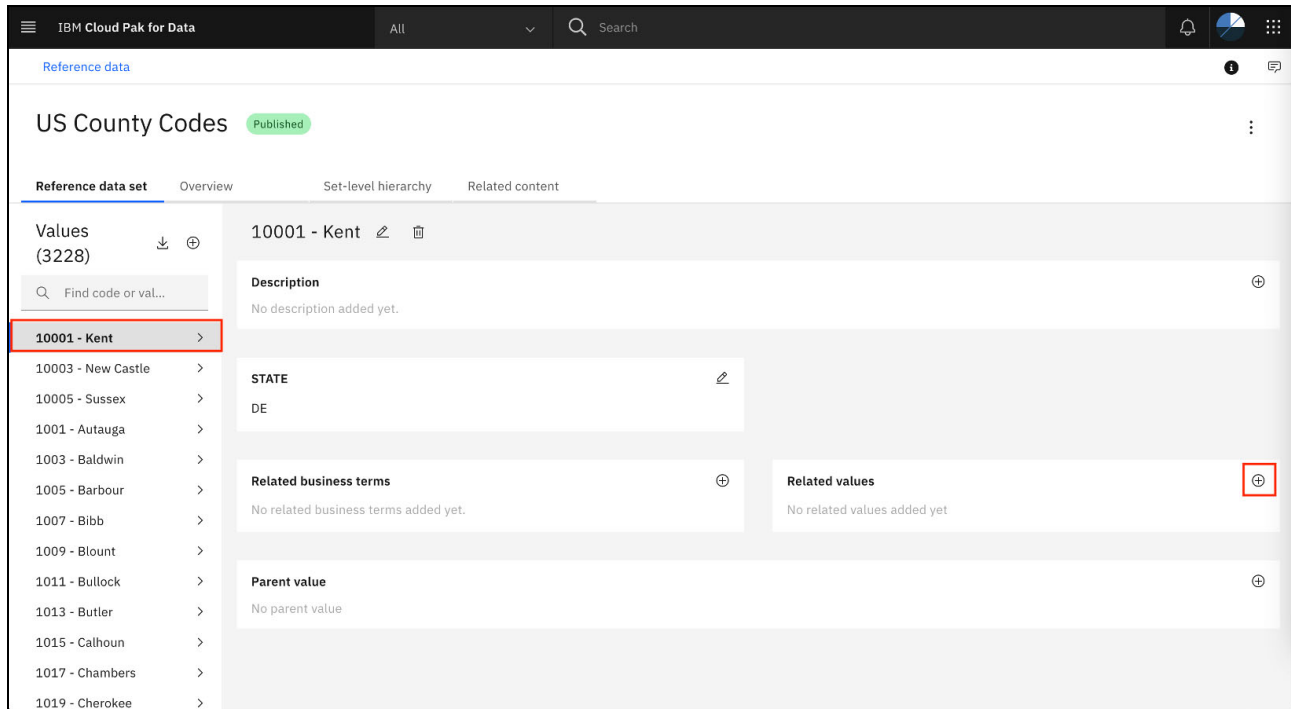 IBM Cloud Pak for Data
All
Search
Reference data
US County Codes
Published
Reference data set
Overview
Set-level hierarchy
Related content
Values
(3228)
Find code or val...
10001 - Kent
10003 - New Castle
10005 - Sussex
1001 - Autauga
1003 - Baldwin
1005 - Barbour
1007 - Bibb
1009 - Blount
1011 - Bullock
1013 - Butler
1015 - Calhoun
1017 - Chambers
1019 - Cherokee
10001 - Kent
Description
No description added yet.
STATE
DE
Related business terms
No related business terms added yet.
Related values
No related values added yet
Parent value
No parent value